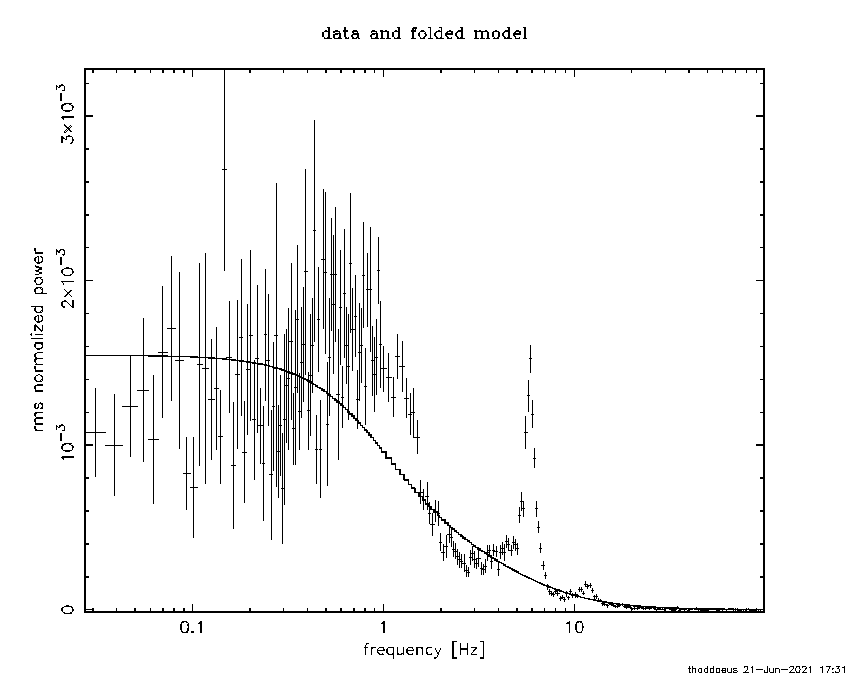 data and folded model
3×10⁻³
2×10⁻³
10⁻³
0
rms normalized power
0.1 1 10
frequency [Hz]
thoddaeus 21-Jun-2021 17:31